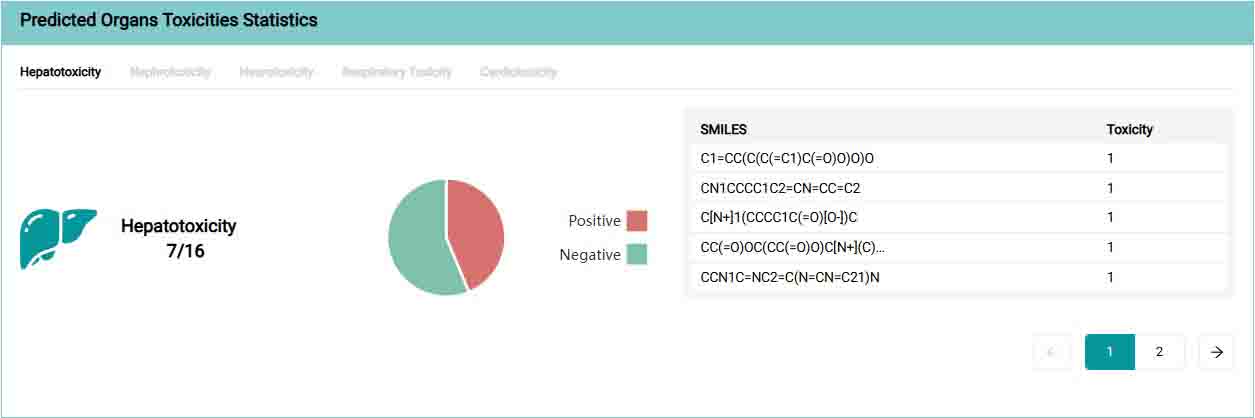 Predicted Organs Toxicities Statistics
Hepatotoxicity Nephrotoxicity Neurotoxicity Respiratory Toxicity Cardiotoxicity
Hepatotoxicity
7/16
Positive
Negative
SMILES Toxicity
C1=CC(C(C(=C1)C(=O)O)O)O 1
CN1CCCC1C2=CN=CC=C2 1
C[N+]1(CCCC1C(=O)[O-])C 1
CC(=O)OC(CC(=O)O)C[N+](C)... 1
CCN1C=NC2=C(N=CN=C21)N 1
1 2